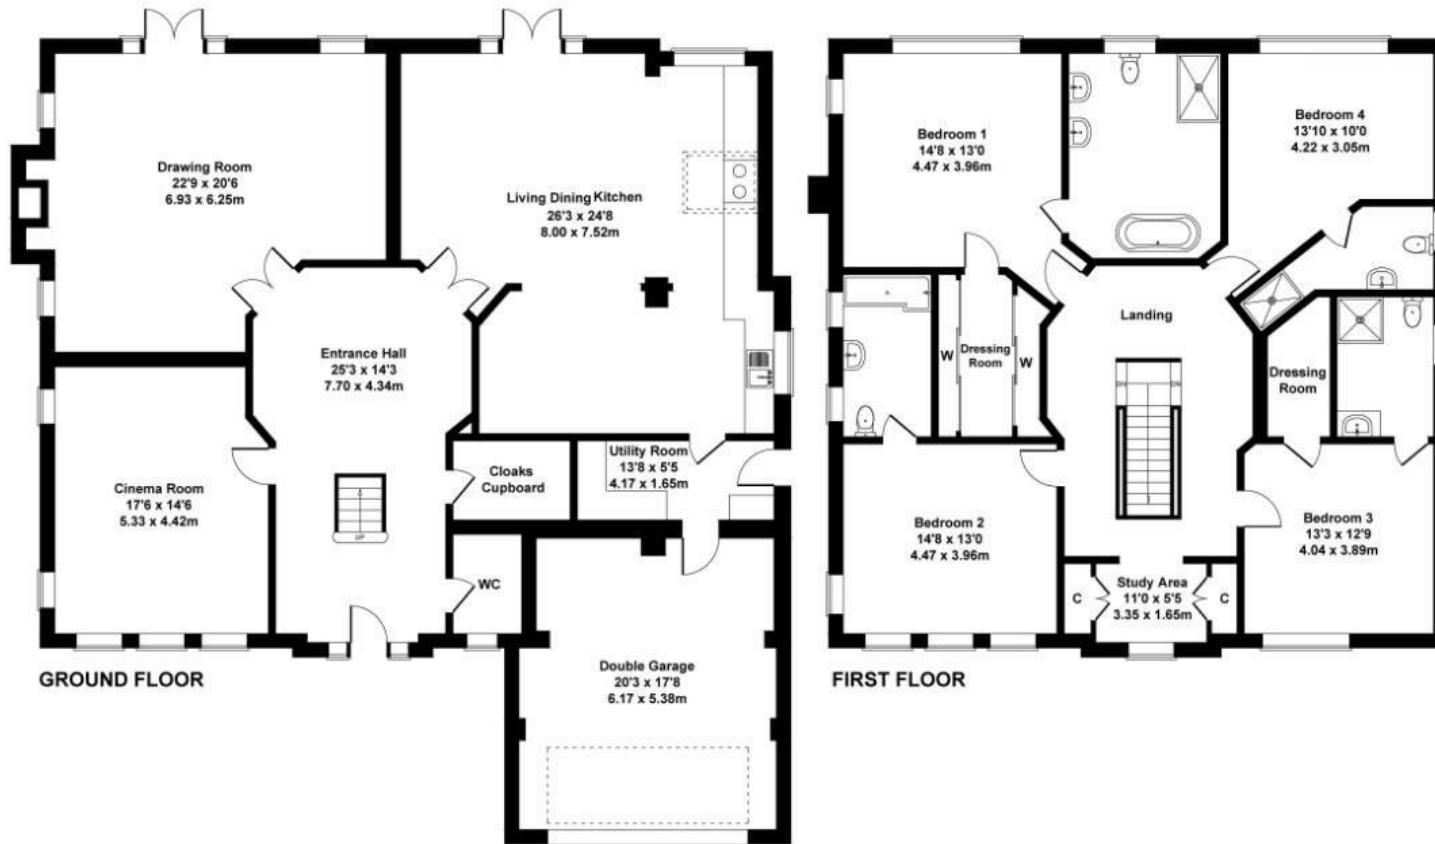 Drawing Room
22'9 x 20'6
6.93 x 6.25m
Living Dining Kitchen
26'3 x 24'8
8.00 x 7.52m
Entrance Hall
25'3 x 14'3
7.70 x 4.34m
Cinema Room
17'6 x 14'6
5.33 x 4.42m
UP
Cloaks
Cupboard
Utility Room
13'8 x 5'5
4.17 x 1.65m
WC
Double Garage
20'3 x 17'8
6.17 x 5.38m
GROUND FLOOR
Bedroom 1
14'8 x 13'0
4.47 x 3.96m
Bedroom 4
13'10 x 10'0
4.22 x 3.05m
Landing
W
Dressing
Room
W
Dressing
Room
DN
DN
Bedroom 2
14'8 x 13'0
4.47 x 3.96m
Bedroom 3
13'3 x 12'9
4.04 x 3.89m
C
Study Area
11'0 x 5'5
3.35 x 1.65m
C
FIRST FLOOR